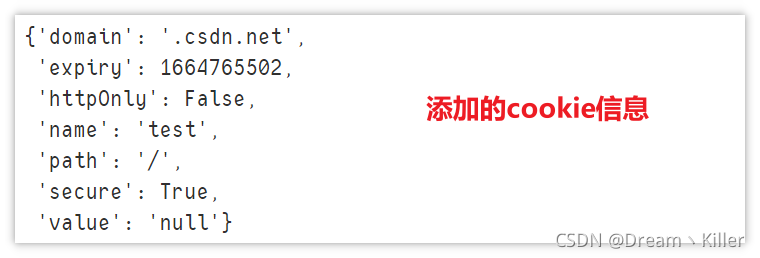 {'domain': '.csdn.net',
'expiry': 1664765502,
'httpOnly': False,
'name': 'test',
'path': '/',
'secure': True,
'value': 'null'}
添加的cookie信息
CSDN @Dream丶Killer